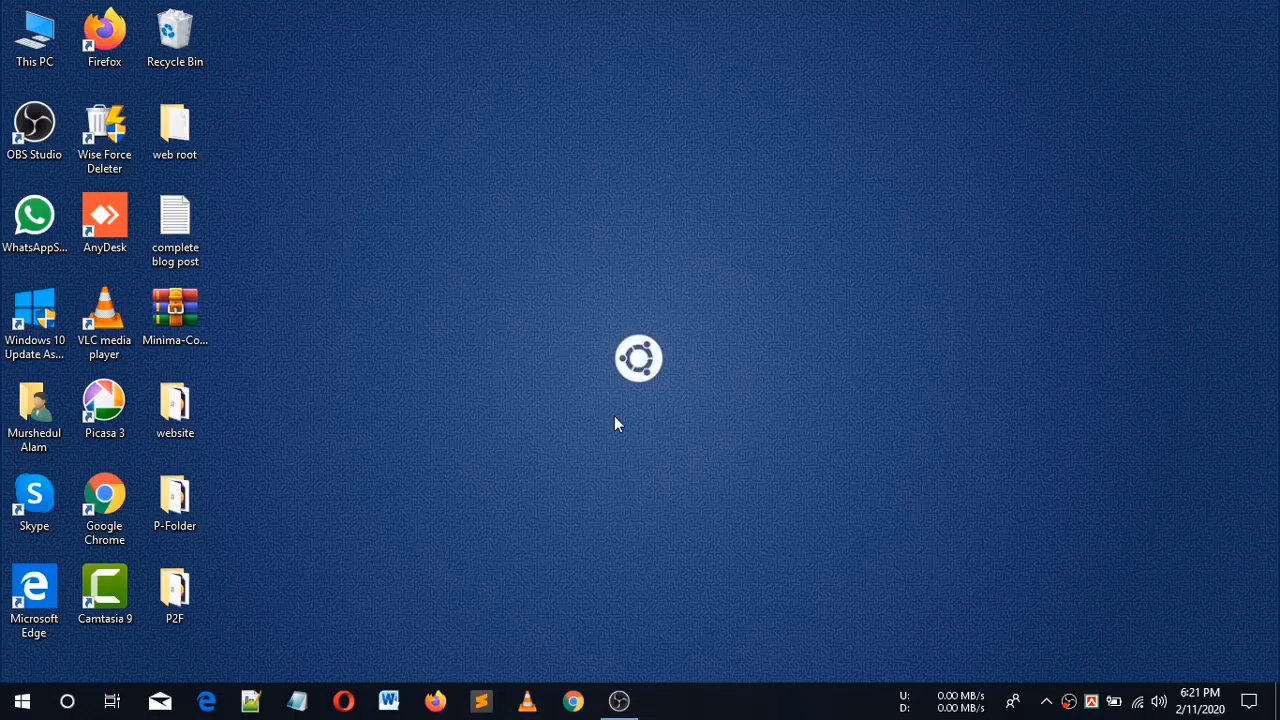 This PC
Firefox
Recycle Bin
OBS Studio
Wise Force
Deleter
web root
WhatsAppS...
AnyDesk
complete
blog post
Windows 10
Update As...
VLC media
player
Minima-Co...
Murshedul
Alam
Picasa 3
website
Skype
Google
Chrome
P-Folder
Microsoft
Edge
Camtasia 9
P2F
U: 0.00 MB/s
D: 0.00 MB/s
6:21 PM
2/11/2020